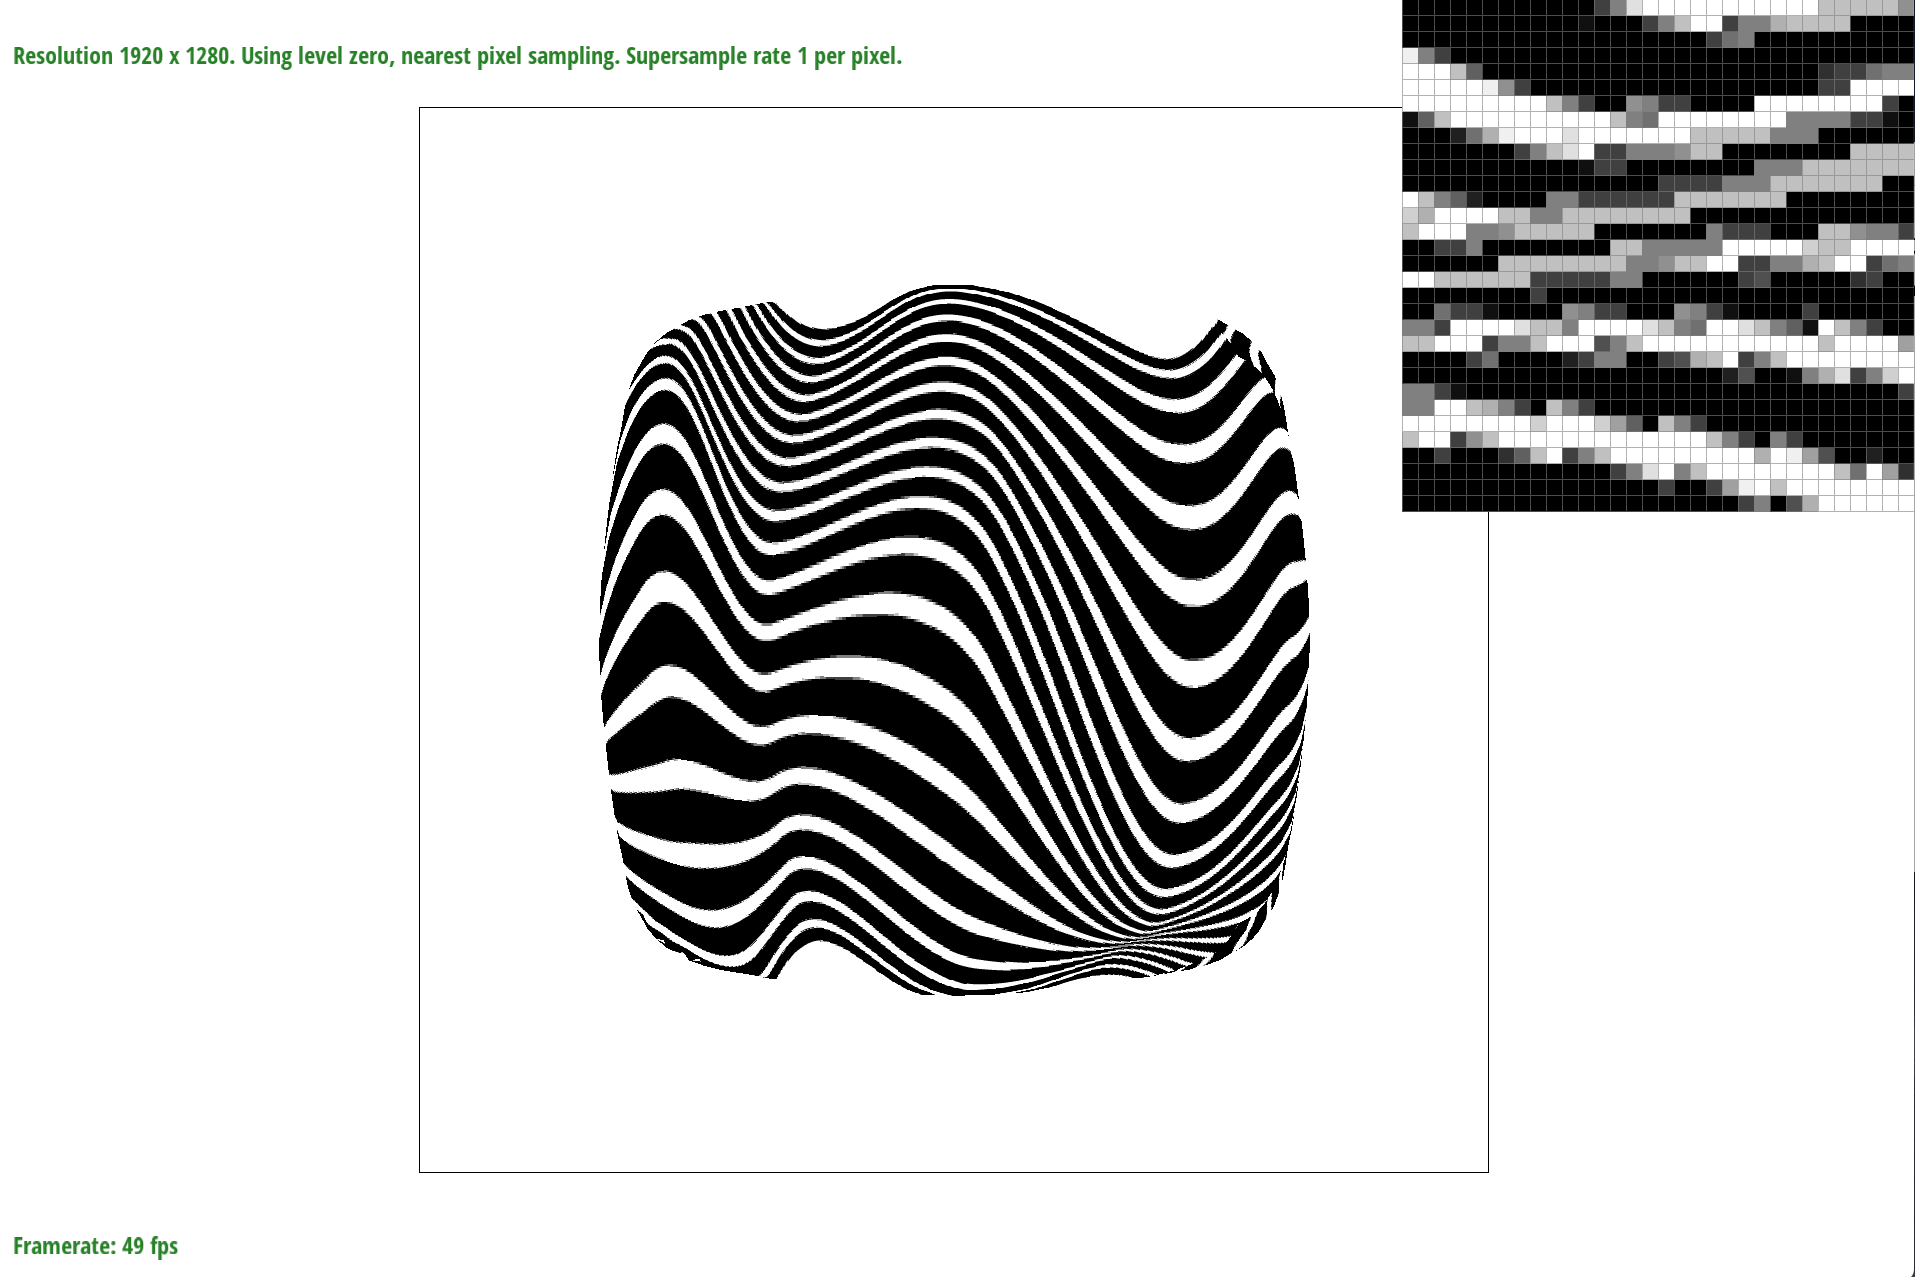 Resolution 1920 x 1280. Using level zero, nearest pixel sampling. Supersample rate 1 per pixel.
Framerate: 49 fps